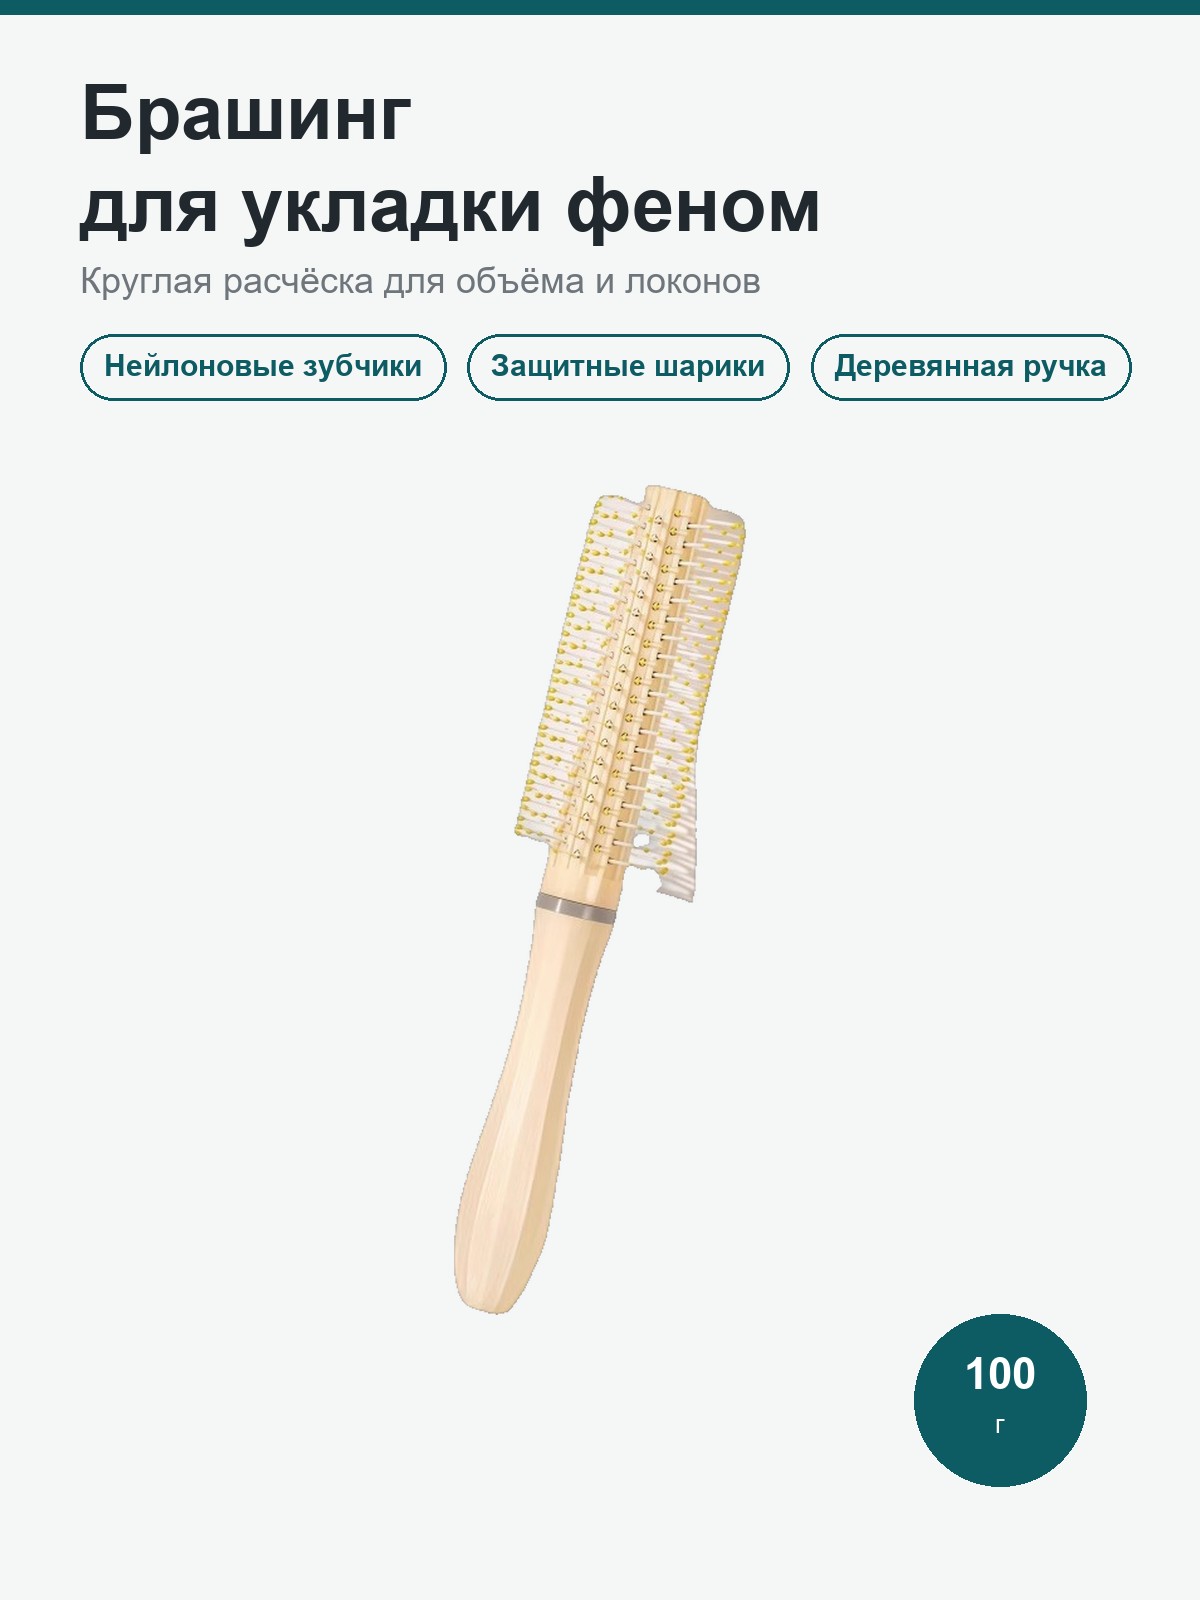 Брашинг
для укладки феном
Круглая расчёска для объёма и локонов
Нейлоновые зубчики
Защитные шарики
Деревянная ручка
100
г